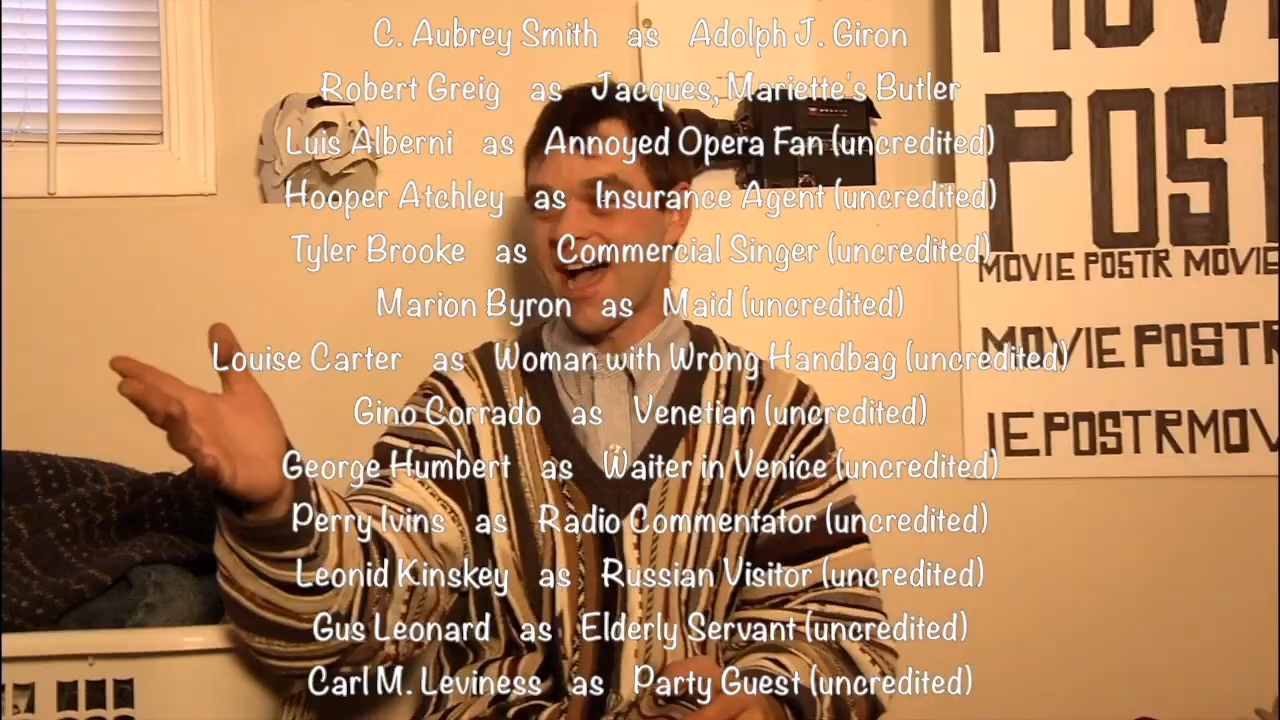 C. Aubrey Smith as Adolph J. Giron
Robert Greig as Jacques, Mariette's Butler
Luis Alberni as Annoyed Opera Fan (uncredited)
Hooper Atchley as Insurance Agent (uncredited)
Tyler Brooke as Commercial Singer (uncredited)
Marion Byron as Maid (uncredited)
Louise Carter as Woman with Wrong Handbag (uncredited)
Gino Corrado as Venetian (uncredited)
George Humbert as Waiter in Venice (uncredited)
Perry Ivins as Radio Commentator (uncredited)
Leonid Kinskey as Russian Visitor (uncredited)
Gus Leonard as Elderly Servant (uncredited)
Carl M. Leviness as Party Guest (uncredited)
MOVI
POST
MOVIE POSTR MOVIE
MOVIE POSTR
IE POSTR MOV